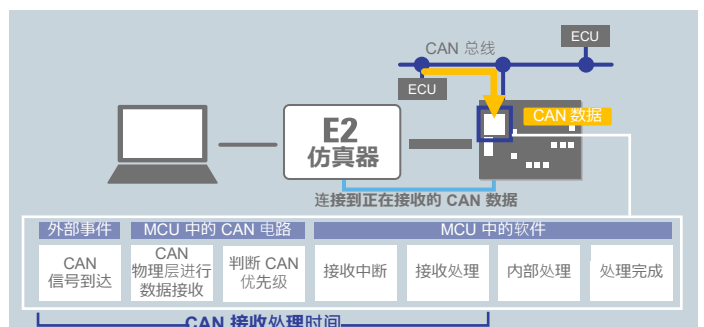 ECU
CAN 总线
ECU
CAN 数据
E2
仿真器
连接到正在接收的 CAN 数据
外部事件
MCU 中的 CAN 电路
MCU 中的软件
CAN
信号到达
CAN
物理层进行
数据接收
判断 CAN
优先级
接收中断
接收处理
内部处理
处理完成
CAN 接收处理时间